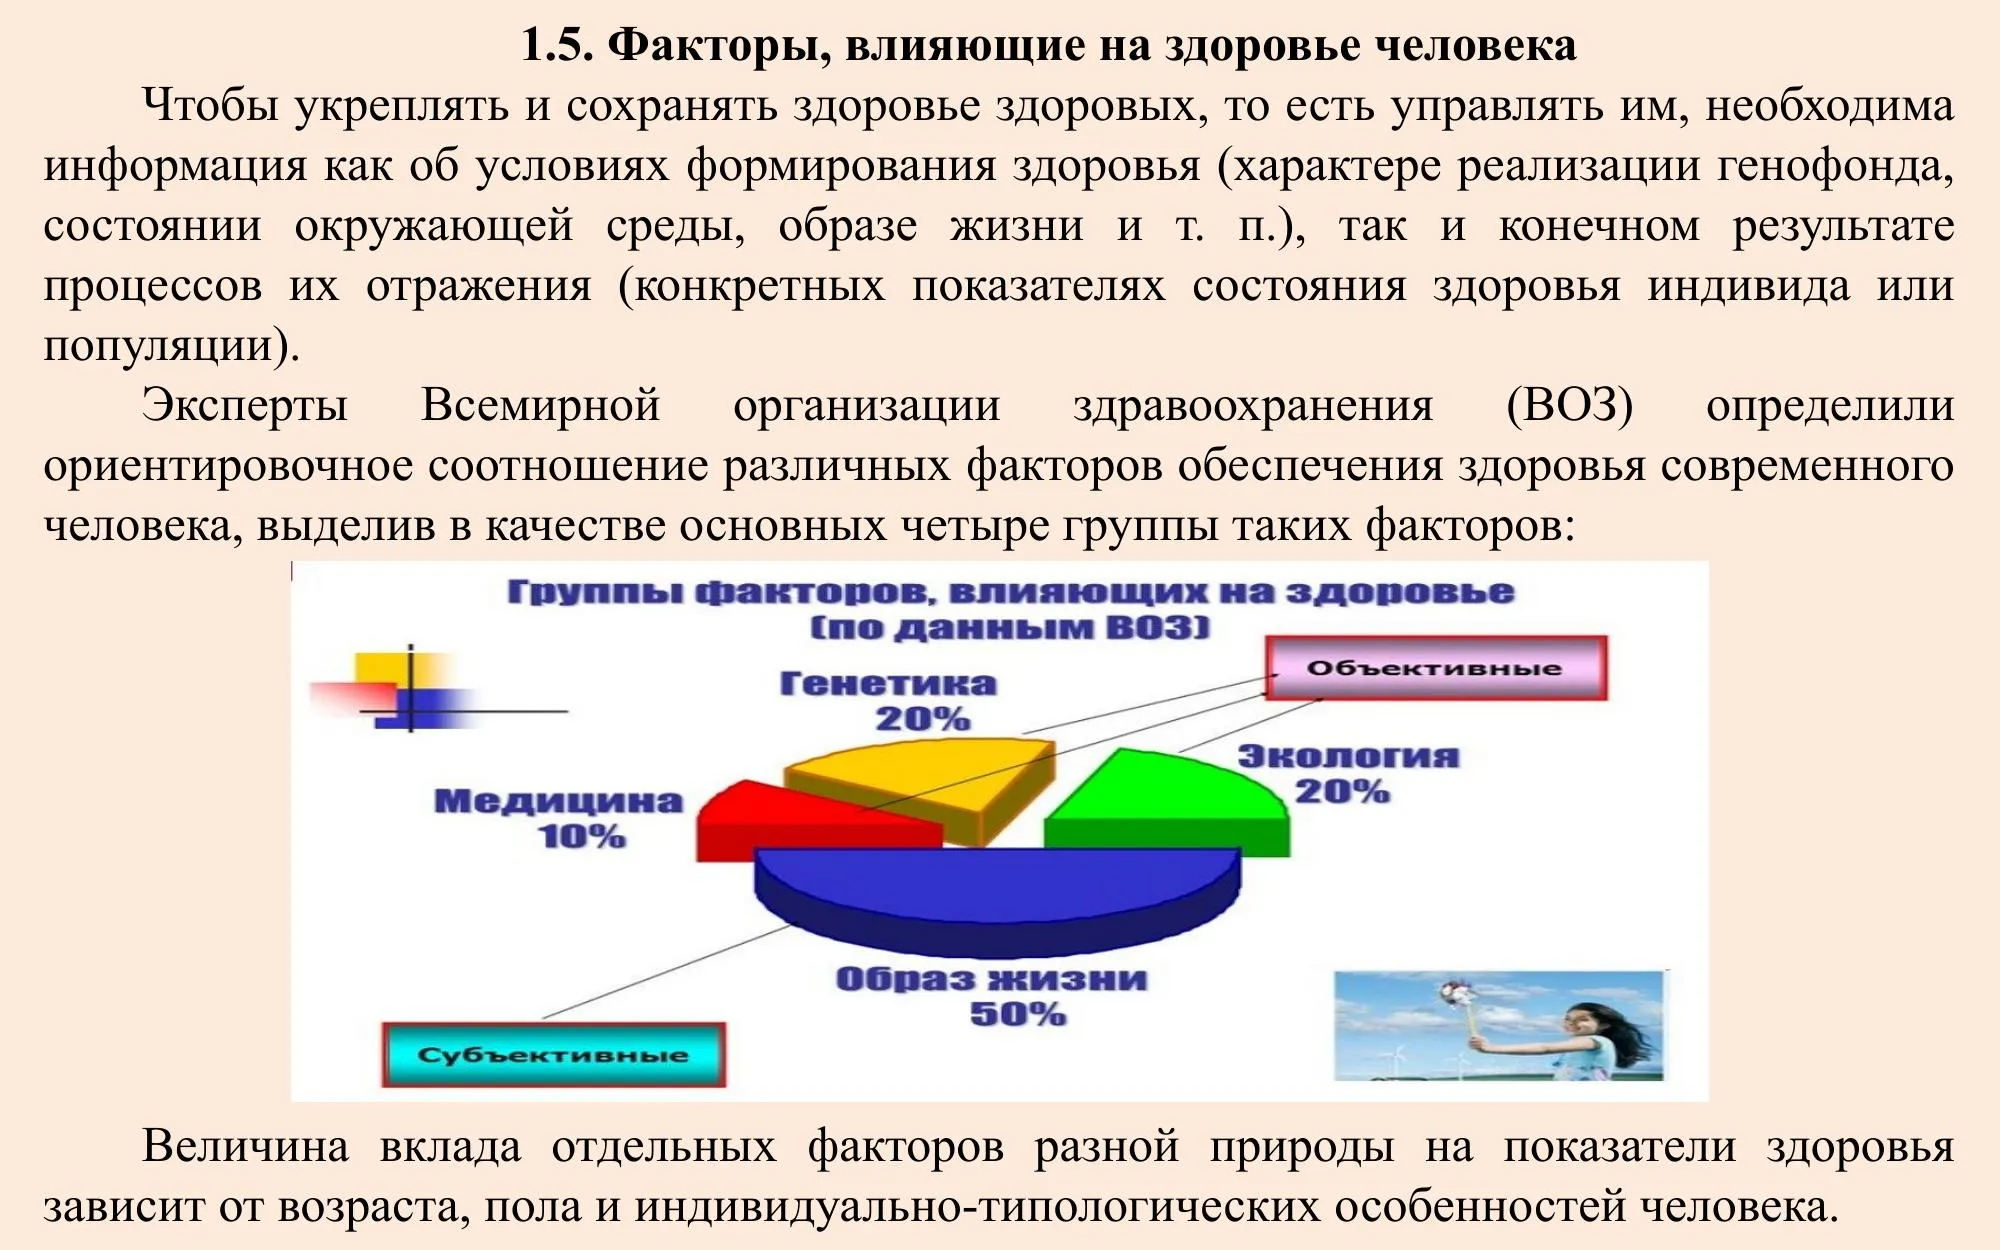 1.5. Факторы, влияющие на здоровье человека
Чтобы укреплять и сохранять здоровье здоровых, то есть управлять им, необходима
информация как об условиях формирования здоровья (характере реализации генофонда,
состоянии окружающей среды, образе жизни и т. п.), так и конечном результате
процессов их отражения (конкретных показателях состояния здоровья индивида или
популяции).
Эксперты Всемирной организации здравоохранения (ВОЗ) определили
ориентировочное соотношение различных факторов обеспечения здоровья современного
человека, выделив в качестве основных четыре группы таких факторов:
Группы факторов, влияющих на здоровье
(по данным ВОЗ)
Объективные
Генетика
20%
Экология
20%
Медицина
10%
Образ жизни
50%
Субъективные
Величина вклада отдельных факторов разной природы на показатели здоровья
зависит от возраста, пола и индивидуально-типологических особенностей человека.